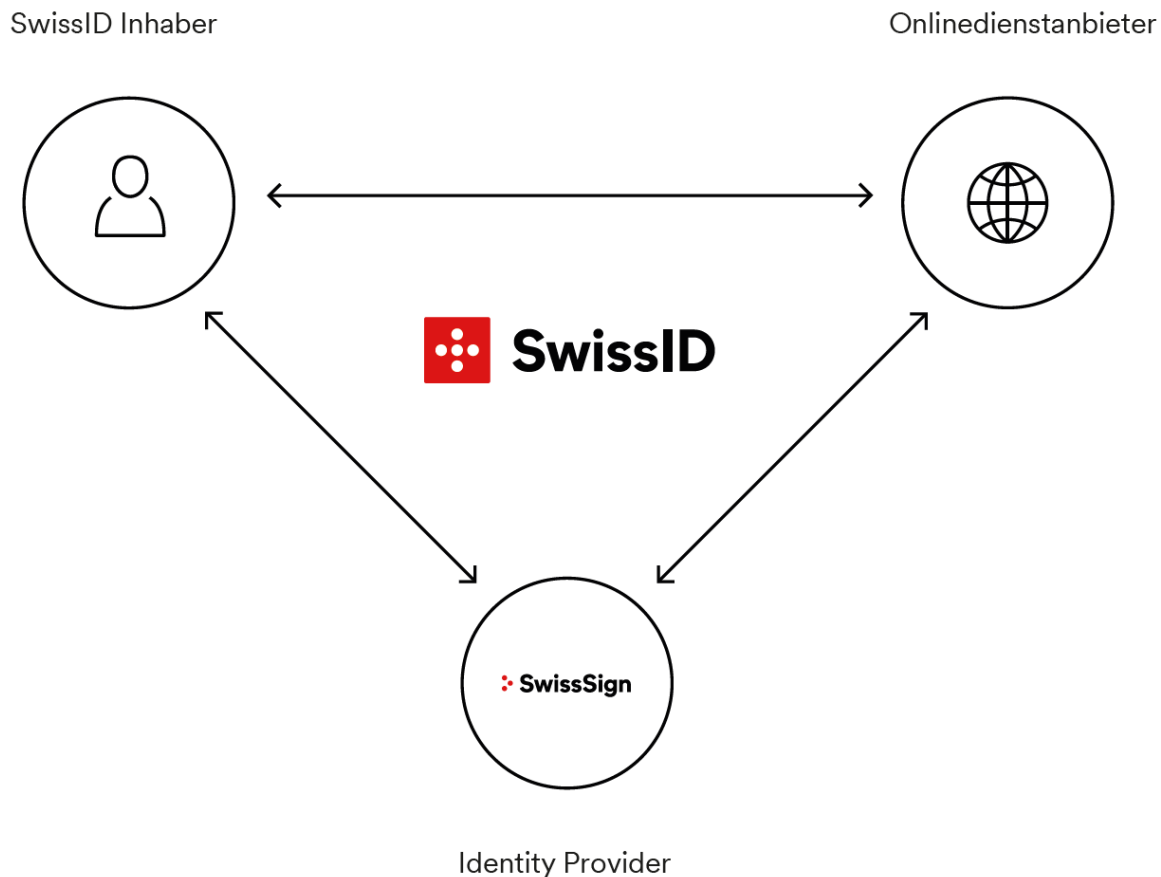 SwissID Inhaber
Onlinedienstanbieter
SwissID
SwissSign
Identity Provider